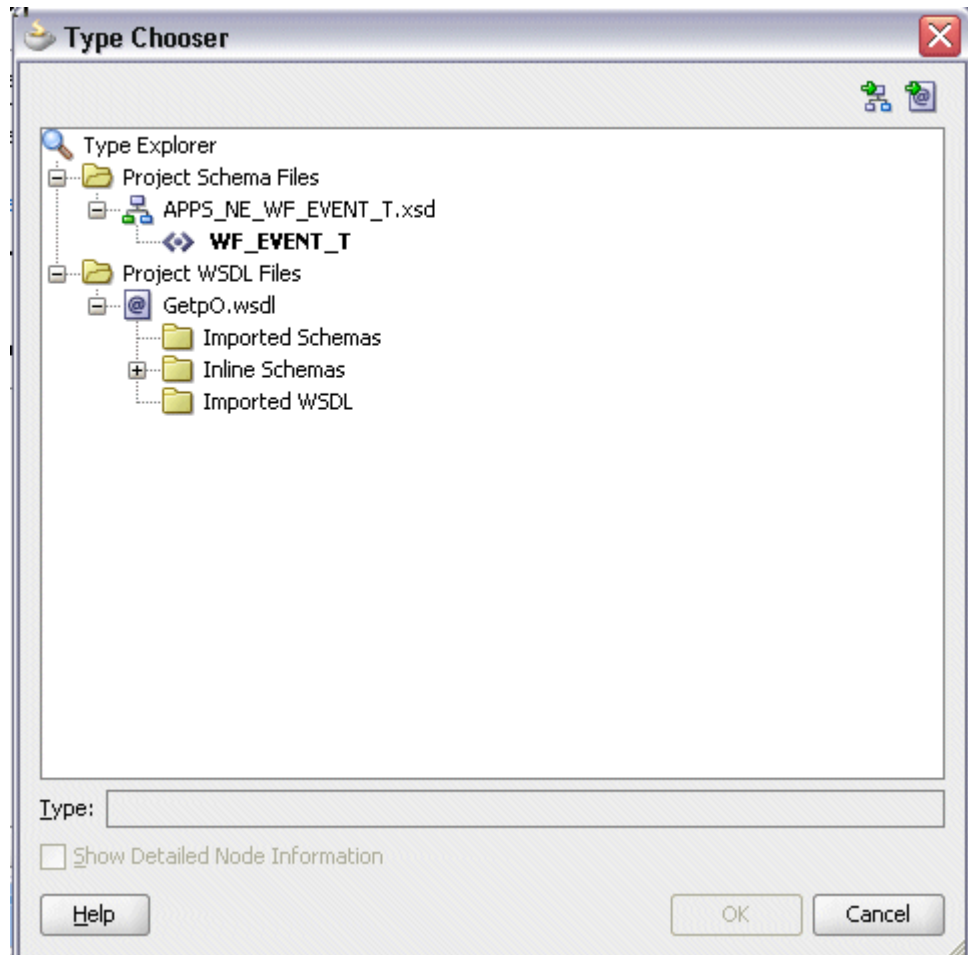 Type Chooser
Type Explorer
Project Schema Files
APPS_NE_WF_EVENT_T.xsd
WF_EVENT_T
Project WSDL Files
GetpO.wsdl
Imported Schemas
Inline Schemas
Imported WSDL
Type:
Show Detailed Node Information
Help OK Cancel